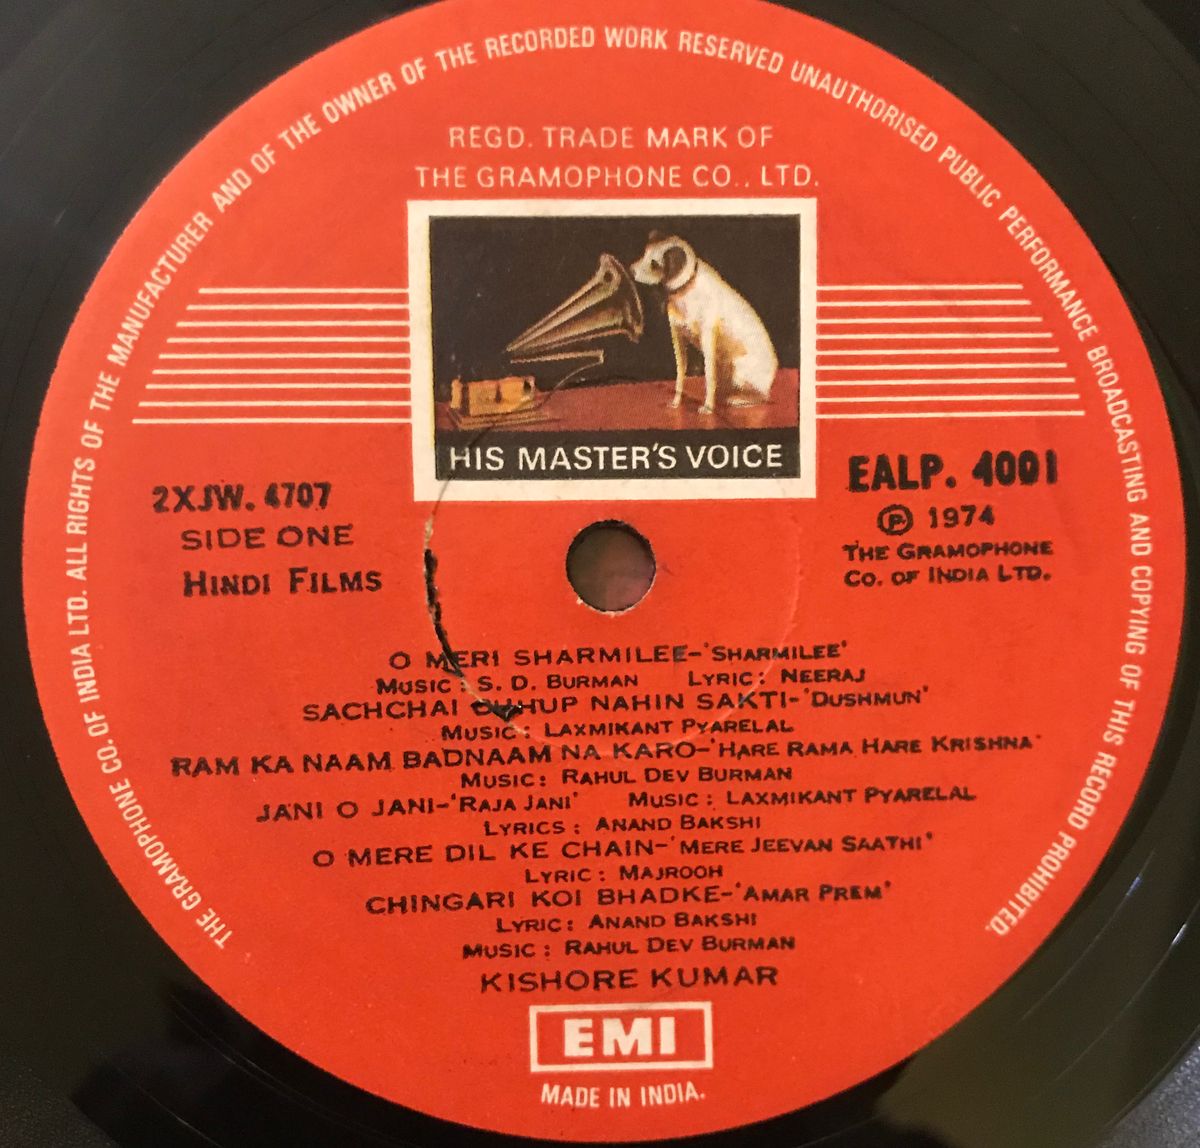 THE GRAMOPHONE CO. OF INDIA LTD. ALL RIGHTS OF THE MANUFACTURER AND OF THE OWNER OF THE RECORDED WORK RESERVED UNAUTHORISED PUBLIC PERFORMANCE BROADCASTING AND COPYING OF THIS RECORD PROHIBITED.
REGD. TRADE MARK OF
THE GRAMOPHONE CO., LTD.
HIS MASTER'S VOICE
2XJW. 4707
SIDE ONE
HINDI FILMS
EALP. 4001
Ⓟ 1974
THE GRAMOPHONE
CO. OF INDIA LTD.
O MERI SHARMILEE-'SHARMILEE'
MUSIC : S. D. BURMAN LYRIC : NEERAJ
SACHCHAI CHHUP NAHIN SAKTI-'DUSHMUN'
MUSIC : LAXMIKANT PYARELAL
RAM KA NAAM BADNAAM NA KARO-'HARE RAMA HARE KRISHNA'
MUSIC : RAHUL DEV BURMAN
JANI O JANI-'RAJA JANI' MUSIC : LAXMIKANT PYARELAL
LYRICS : ANAND BAKSHI
O MERE DIL KE CHAIN-'MERE JEEVAN SAATHI'
LYRIC : MAJROOH
CHINGARI KOI BHADKE-'AMAR PREM'
LYRIC : ANAND BAKSHI
MUSIC : RAHUL DEV BURMAN
KISHORE KUMAR
EMI
MADE IN INDIA.